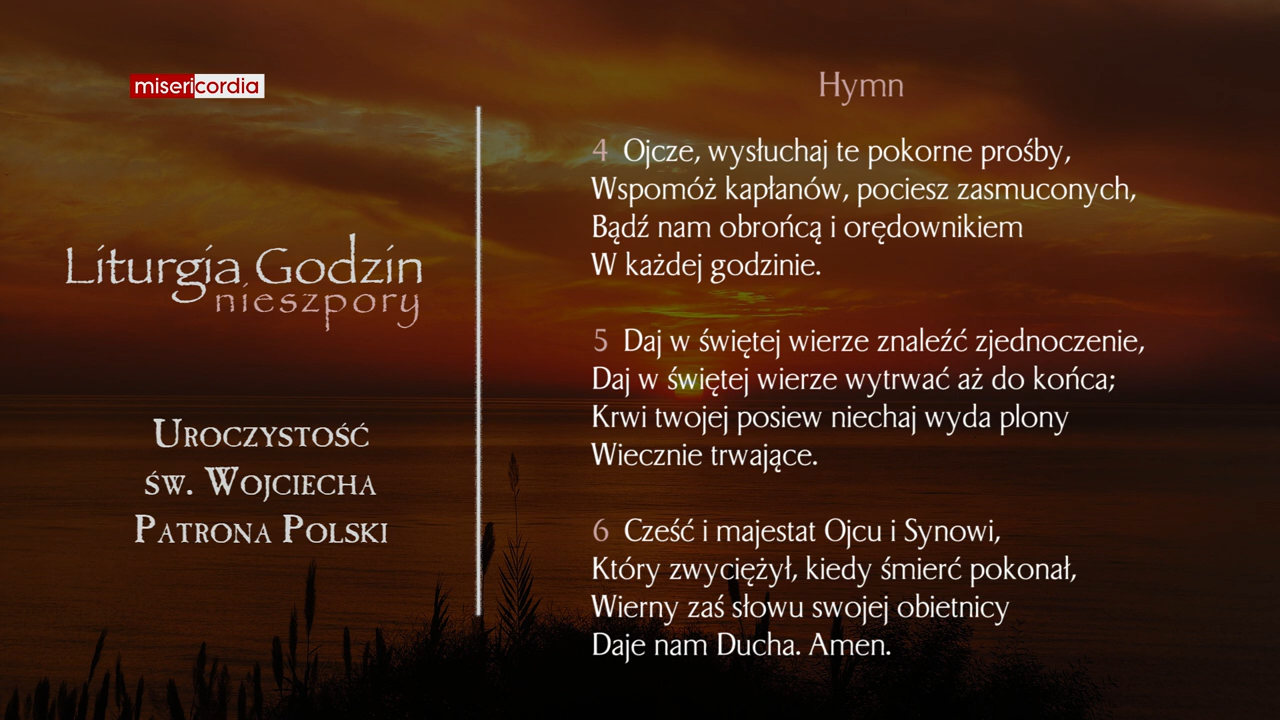 misericordia
Liturgia Godzin
nieszpory
Uroczystość
św. Wojciecha
Patrona Polski
Hymn
4 Ojcze, wysłuchaj te pokorne prośby,
Wspomóż kapłanów, pociesz zasmuconych,
Bądź nam obrońcą i orędownikiem
W każdej godzinie.
5 Daj w świętej wierze znaleźć zjednoczenie,
Daj w świętej wierze wytrwać aż do końca;
Krwi twojej posiew niechaj wyda plony
Wiecznie trwające.
6 Cześć i majestat Ojcu i Synowi,
Który zwyciężył, kiedy śmierć pokonał,
Wierny zaś słowu swojej obietnicy
Daje nam Ducha. Amen.